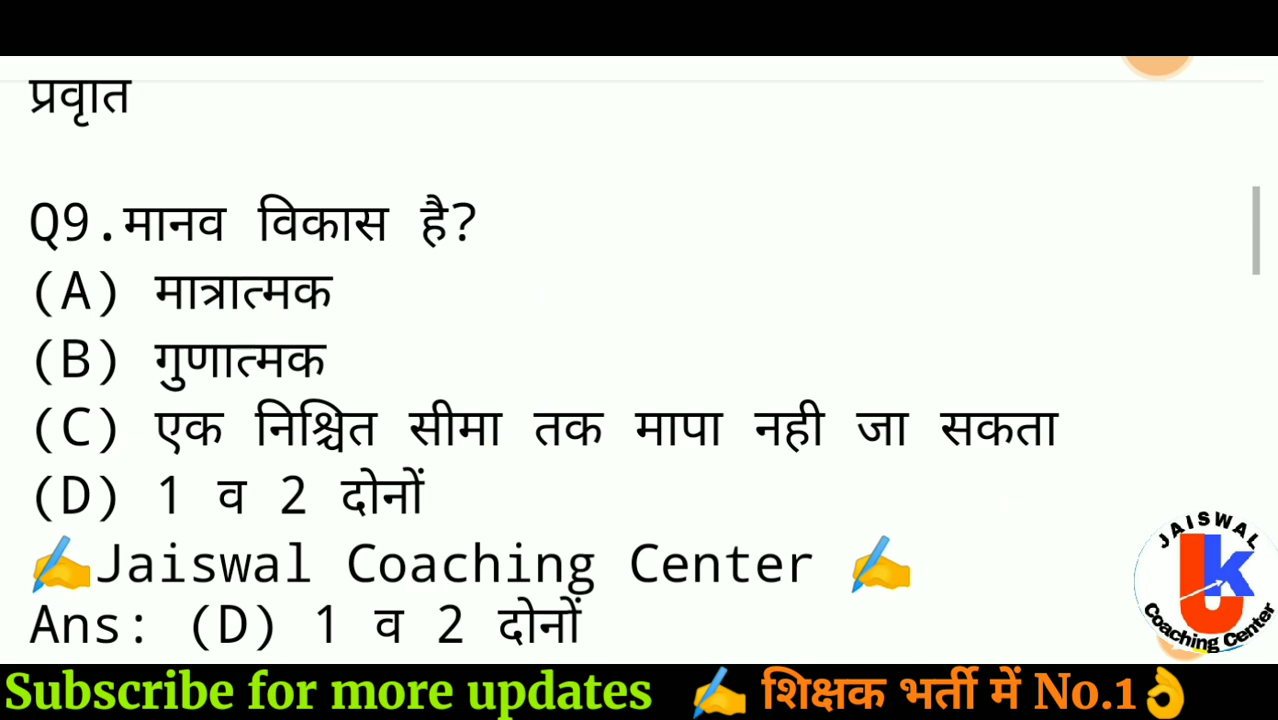 प्रवृति
Q9.मानव विकास है?
(A) मात्रात्मक
(B) गुणात्मक
(C) एक निश्चित सीमा तक मापा नही जा सकता
(D) 1 व 2 दोनों
✍️Jaiswal Coaching Center ✍️
Ans: (D) 1 व 2 दोनों
JAISWAL
K
Coaching Center
Subscribe for more updates ✍️ शिक्षक भर्ती में No.1👌